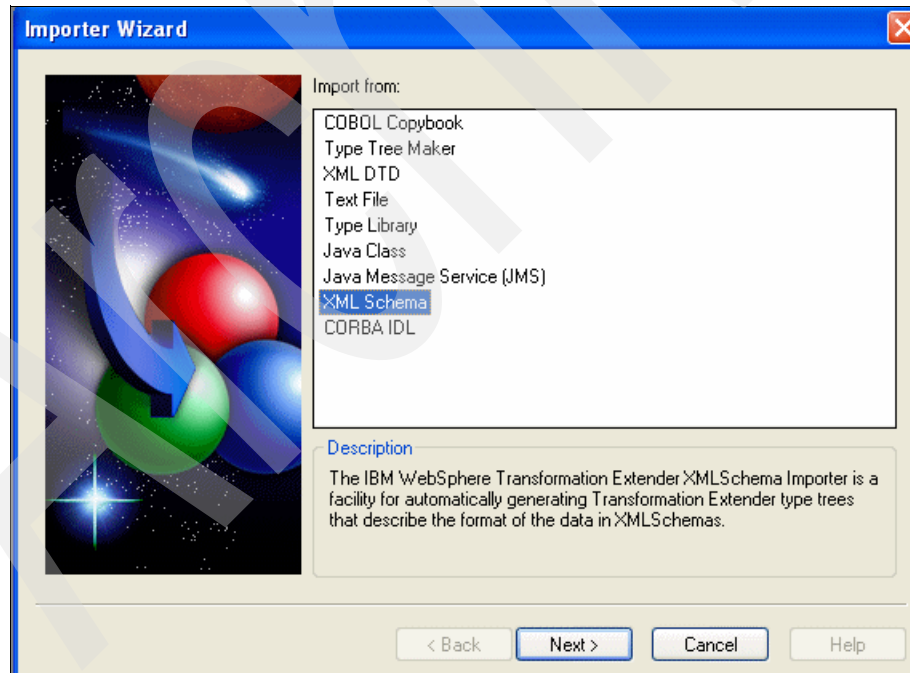 Importer Wizard
Import from:
COBOL Copybook
Type Tree Maker
XML DTD
Text File
Type Library
Java Class
Java Message Service (JMS)
XML Schema
CORBA IDL
Description
The IBM WebSphere Transformation Extender XMLSchema Importer is a
facility for automatically generating Transformation Extender type trees
that describe the format of the data in XMLSchemas.
< Back
Next >
Cancel
Help